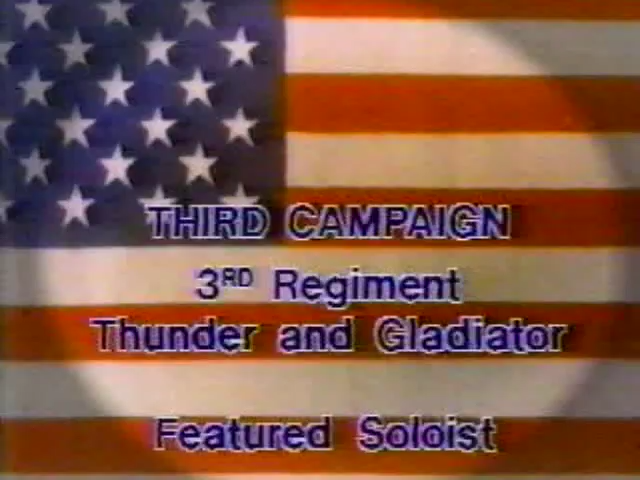 THIRD CAMPAIGN
3RD Regiment
Thunder and Gladiator
Featured Soloist